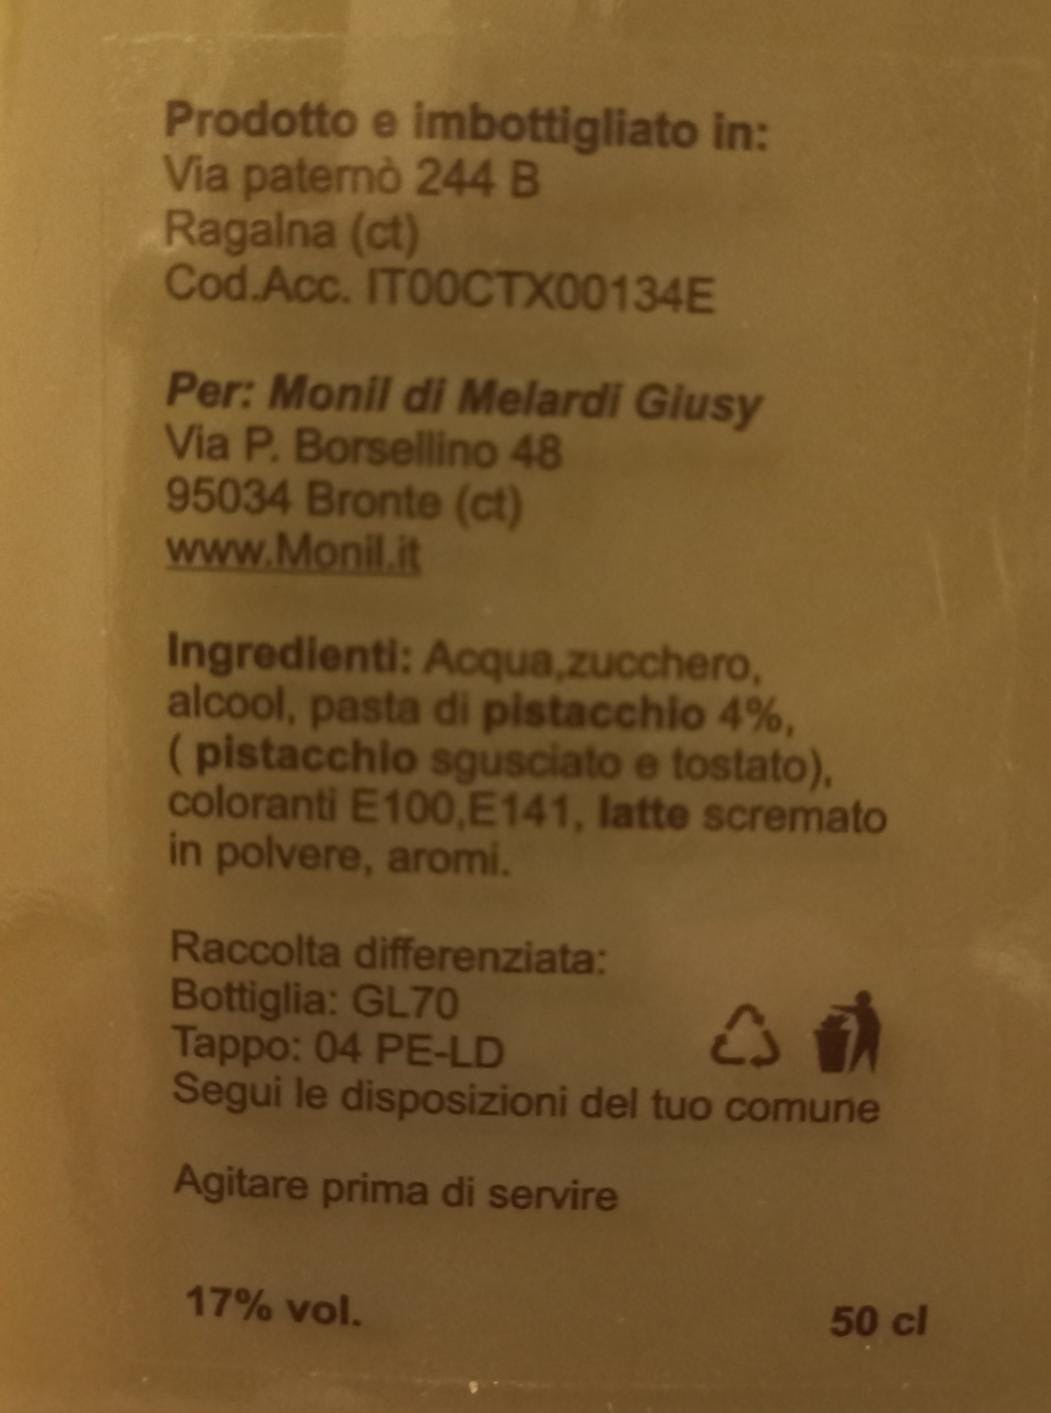 Prodotto e imbottigliato in:
Via paternò 244 B
Ragalna (ct)
Cod.Acc. IT00CTX00134E
Per: Monil di Melardi Giusy
Via P. Borsellino 48
95034 Bronte (ct)
www.Monil.it
Ingredienti: Acqua,zucchero,
alcool, pasta di pistacchio 4%,
( pistacchio sgusciato e tostato),
coloranti E100,E141, latte scremato
in polvere, aromi.
Raccolta differenziata:
Bottiglia: GL70
Tappo: 04 PE-LD
Segui le disposizioni del tuo comune
Agitare prima di servire
17% vol.
50 cl